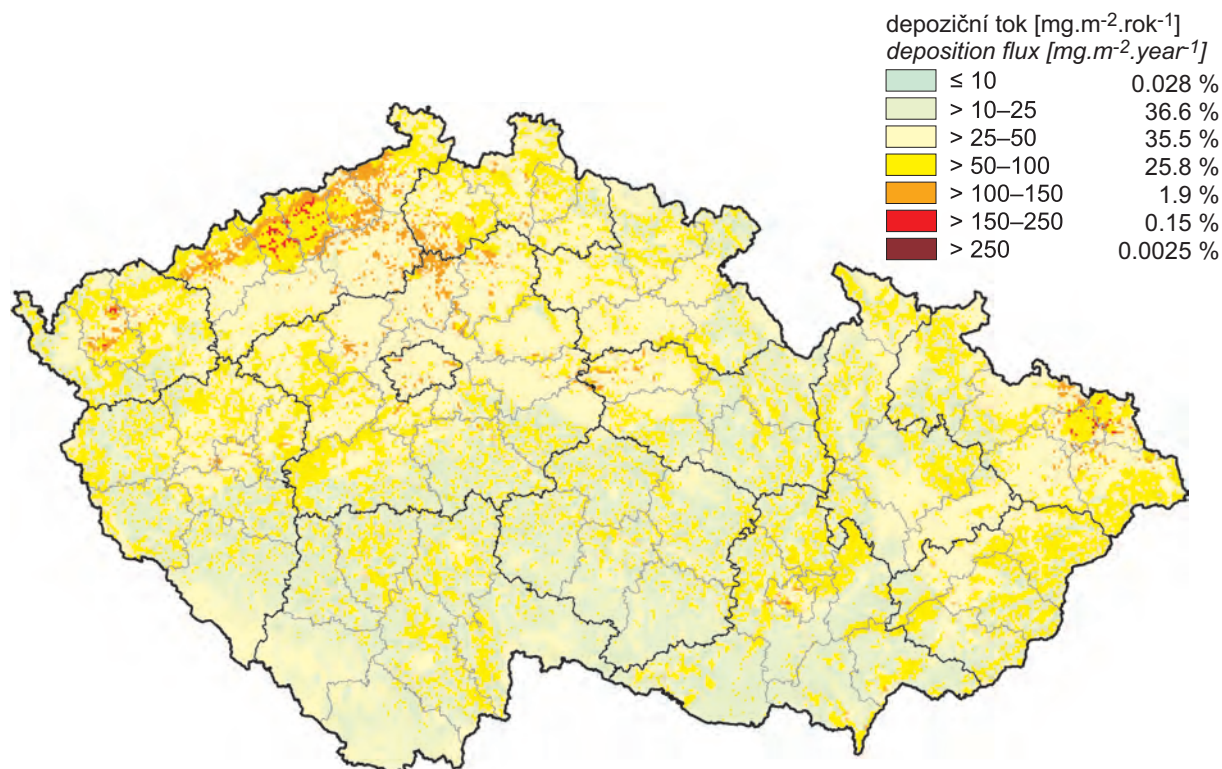 depoziční tok [mg.m-2.rok-1]
deposition flux [mg.m-2.year-1]
≤ 10 0.028 %
> 10–25 36.6 %
> 25–50 35.5 %
> 50–100 25.8 %
> 100–150 1.9 %
> 150–250 0.15 %
> 250 0.0025 %